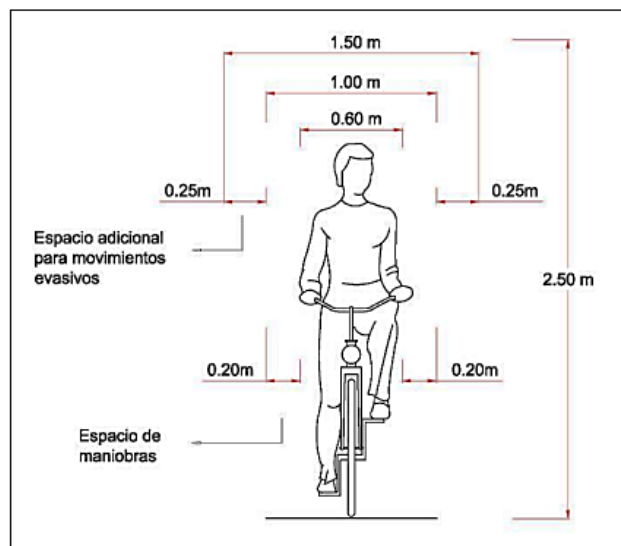 1.50 m
1.00 m
0.60 m
0.25m
0.25m
Espacio adicional
para movimientos
evasivos
2.50 m
0.20m
0.20m
Espacio de
maniobras